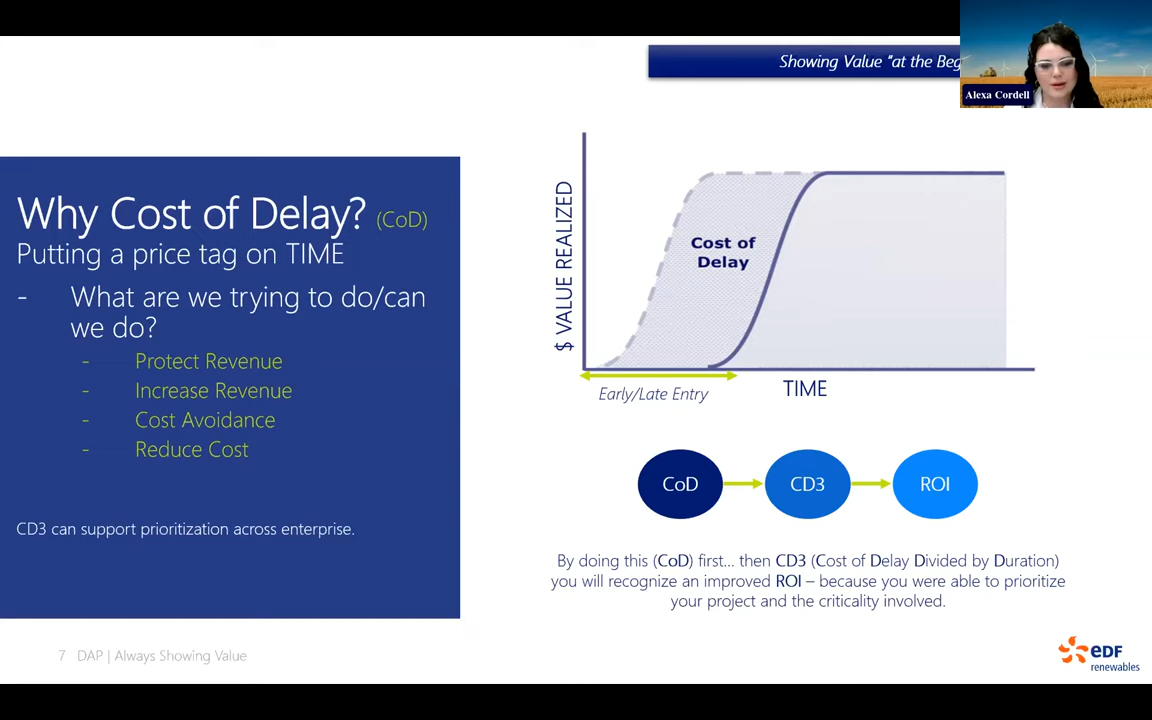 Showing Value "at the Beg
Alexa Cordell
Why Cost of Delay? (CoD)
Putting a price tag on TIME
- What are we trying to do/can
we do?
- Protect Revenue
- Increase Revenue
- Cost Avoidance
- Reduce Cost
CD3 can support prioritization across enterprise.
$ VALUE REALIZED
Cost of
Delay
Early/Late Entry
TIME
CoD
CD3
ROI
By doing this (CoD) first... then CD3 (Cost of Delay Divided by Duration)
you will recognize an improved ROI – because you were able to prioritize
your project and the criticality involved.
7 DAP | Always Showing Value
eDF
renewables